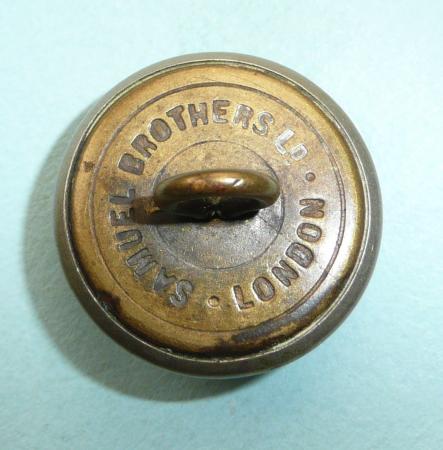 SAMUEL BROTHERS LD. · LONDON ·